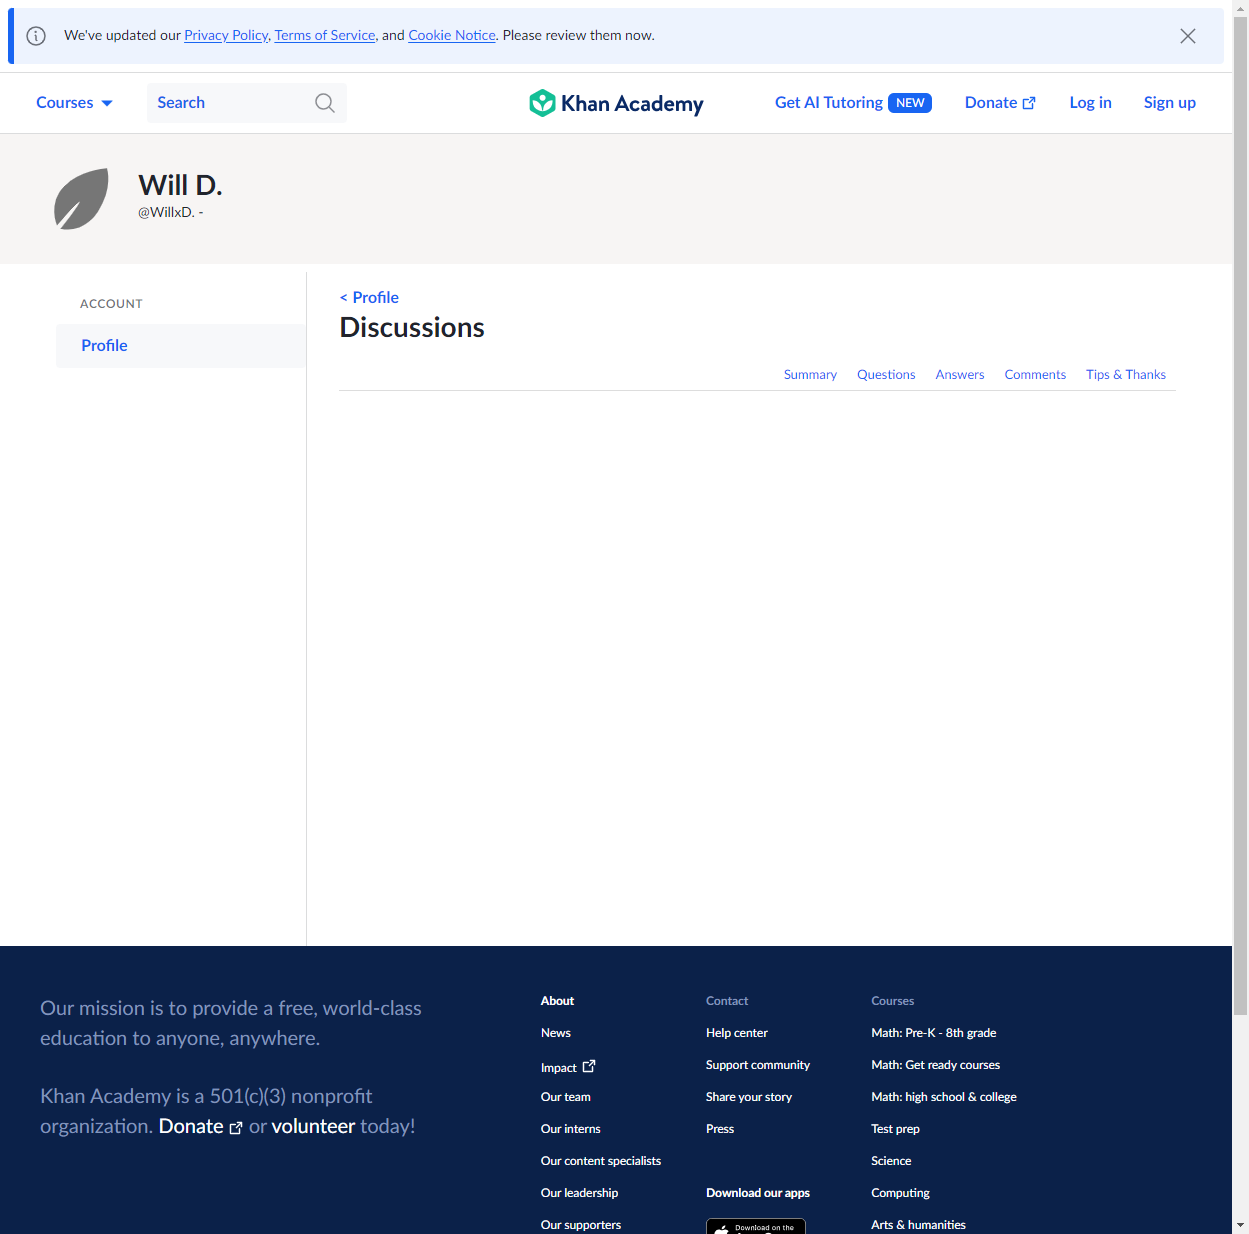 We've updated our Privacy Policy, Terms of Service, and Cookie Notice. Please review them now.
Courses
Search
Khan Academy
Get AI Tutoring NEW
Donate
Log in
Sign up
Will D.
@WillxD. -
ACCOUNT
Profile
< Profile
Discussions
Summary Questions Answers Comments Tips & Thanks
Our mission is to provide a free, world-class
education to anyone, anywhere.
Khan Academy is a 501(c)(3) nonprofit
organization. Donate or volunteer today!
About
News
Impact
Our team
Our interns
Our content specialists
Our leadership
Our supporters
Contact
Help center
Support community
Share your story
Press
Download our apps
Download on the
Courses
Math: Pre-K - 8th grade
Math: Get ready courses
Math: high school & college
Test prep
Science
Computing
Arts & humanities